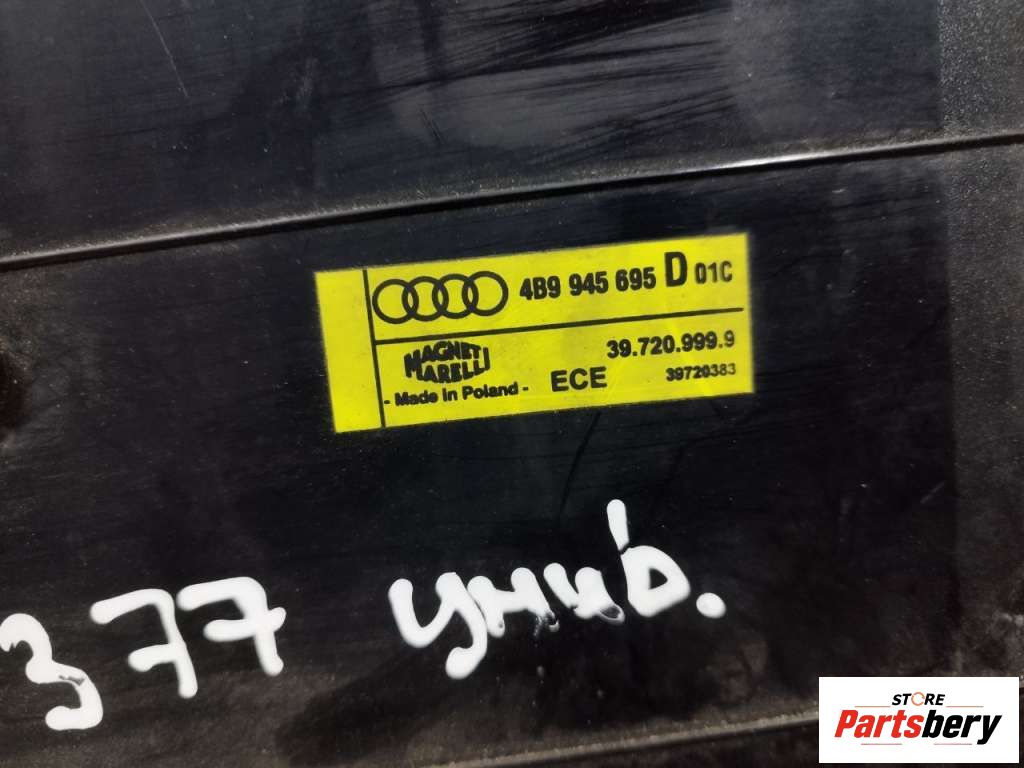 4B9 945 695 D 01C
MAGNETI MARELLI
39.720.999.9
- Made in Poland - ECE 39720383
377 унив.
STORE
Partsbery